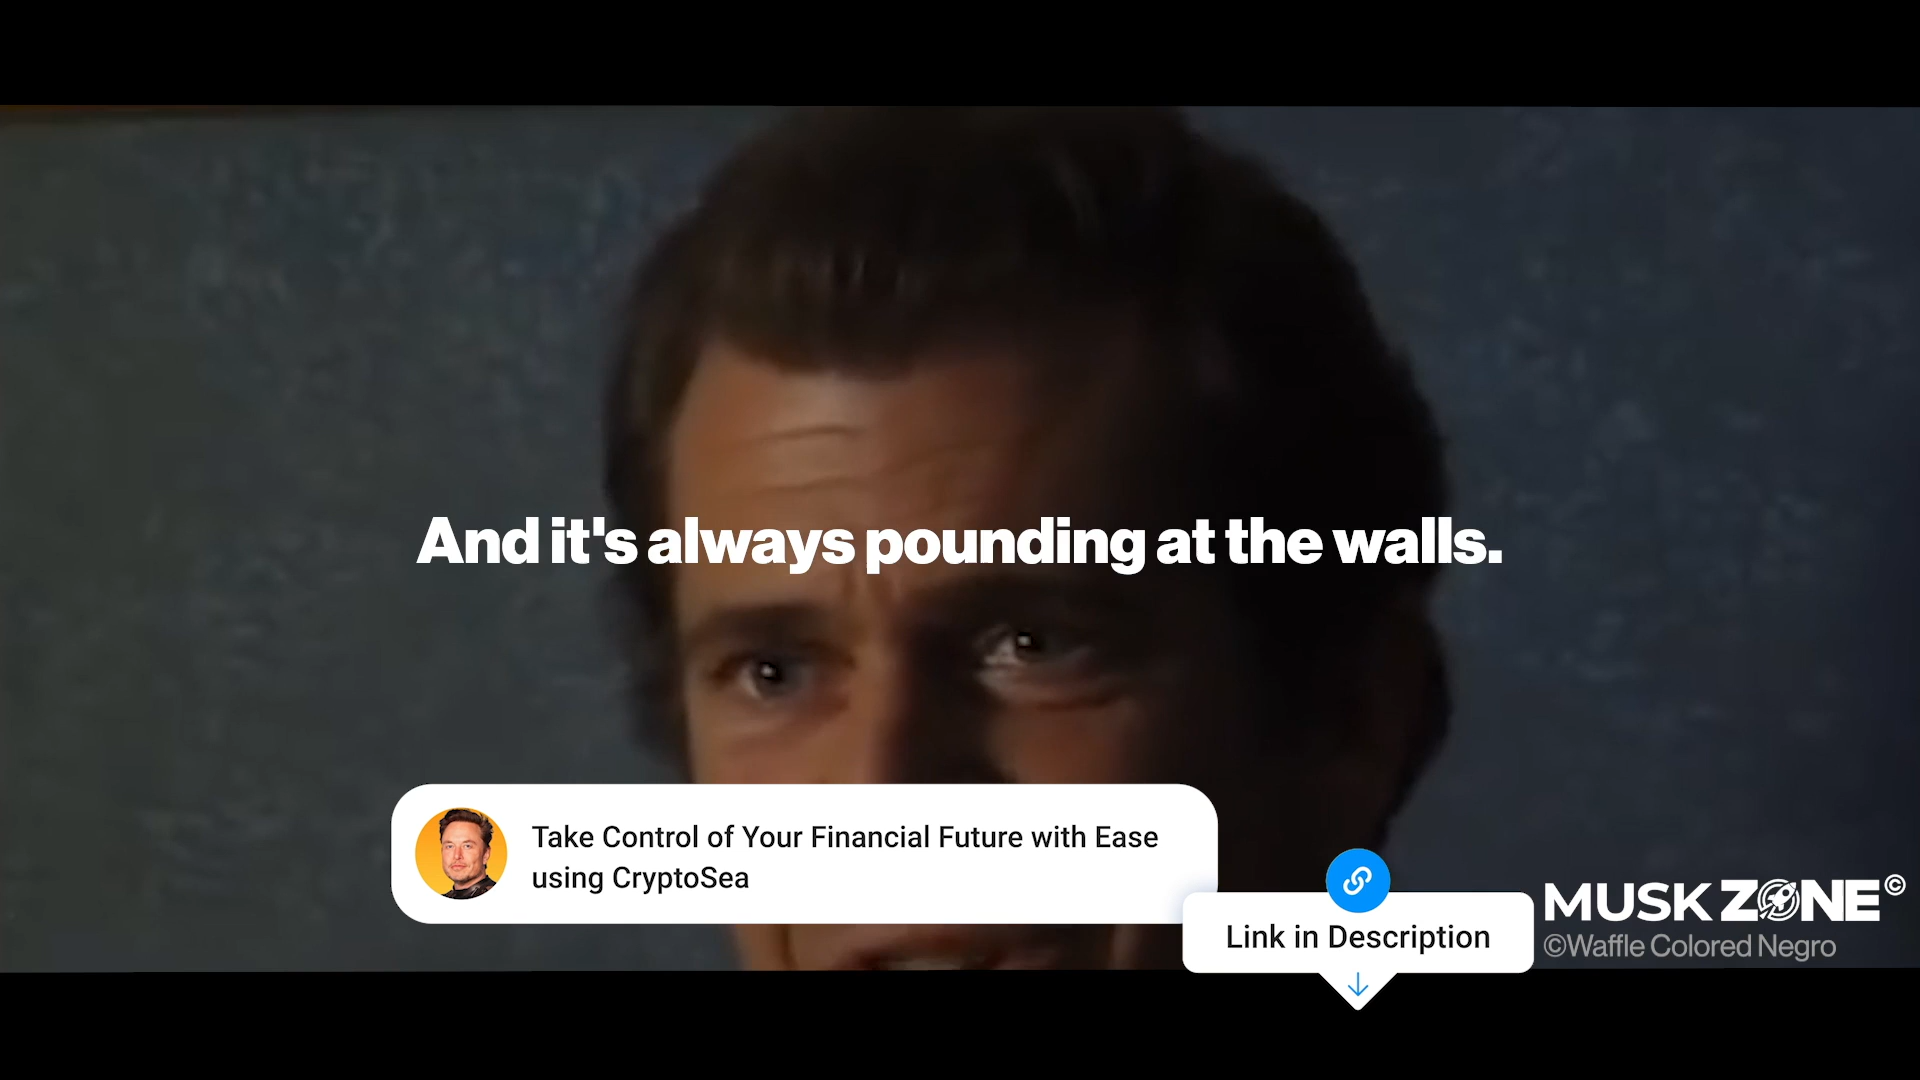 And it's always pounding at the walls.
Take Control of Your Financial Future with Ease
using CryptoSea
Link in Description
MUSK ZONE©
©Waffle Colored Negro